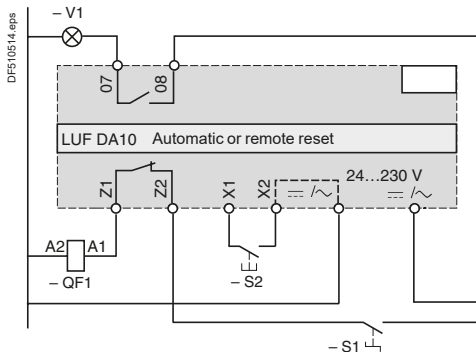 DF510514.eps
– V1
07
08
LUF DA10 Automatic or remote reset
24...230 V
Z1
Z2
X1
X2
⎓ /~
⎓ /~
A2
A1
– QF1
– S2
– S1